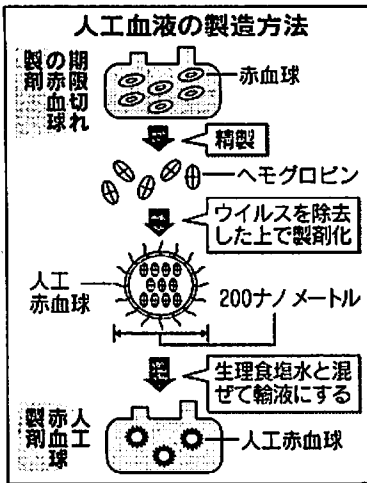 人工血液の製造方法
期限切れ
の赤血球
製剤
赤血球
精製
ヘモグロビン
ウイルスを除去
した上で製剤化
人工
赤血球
200ナノメートル
生理食塩水と混
ぜて輸液にする
人工
赤血球
製剤
人工赤血球